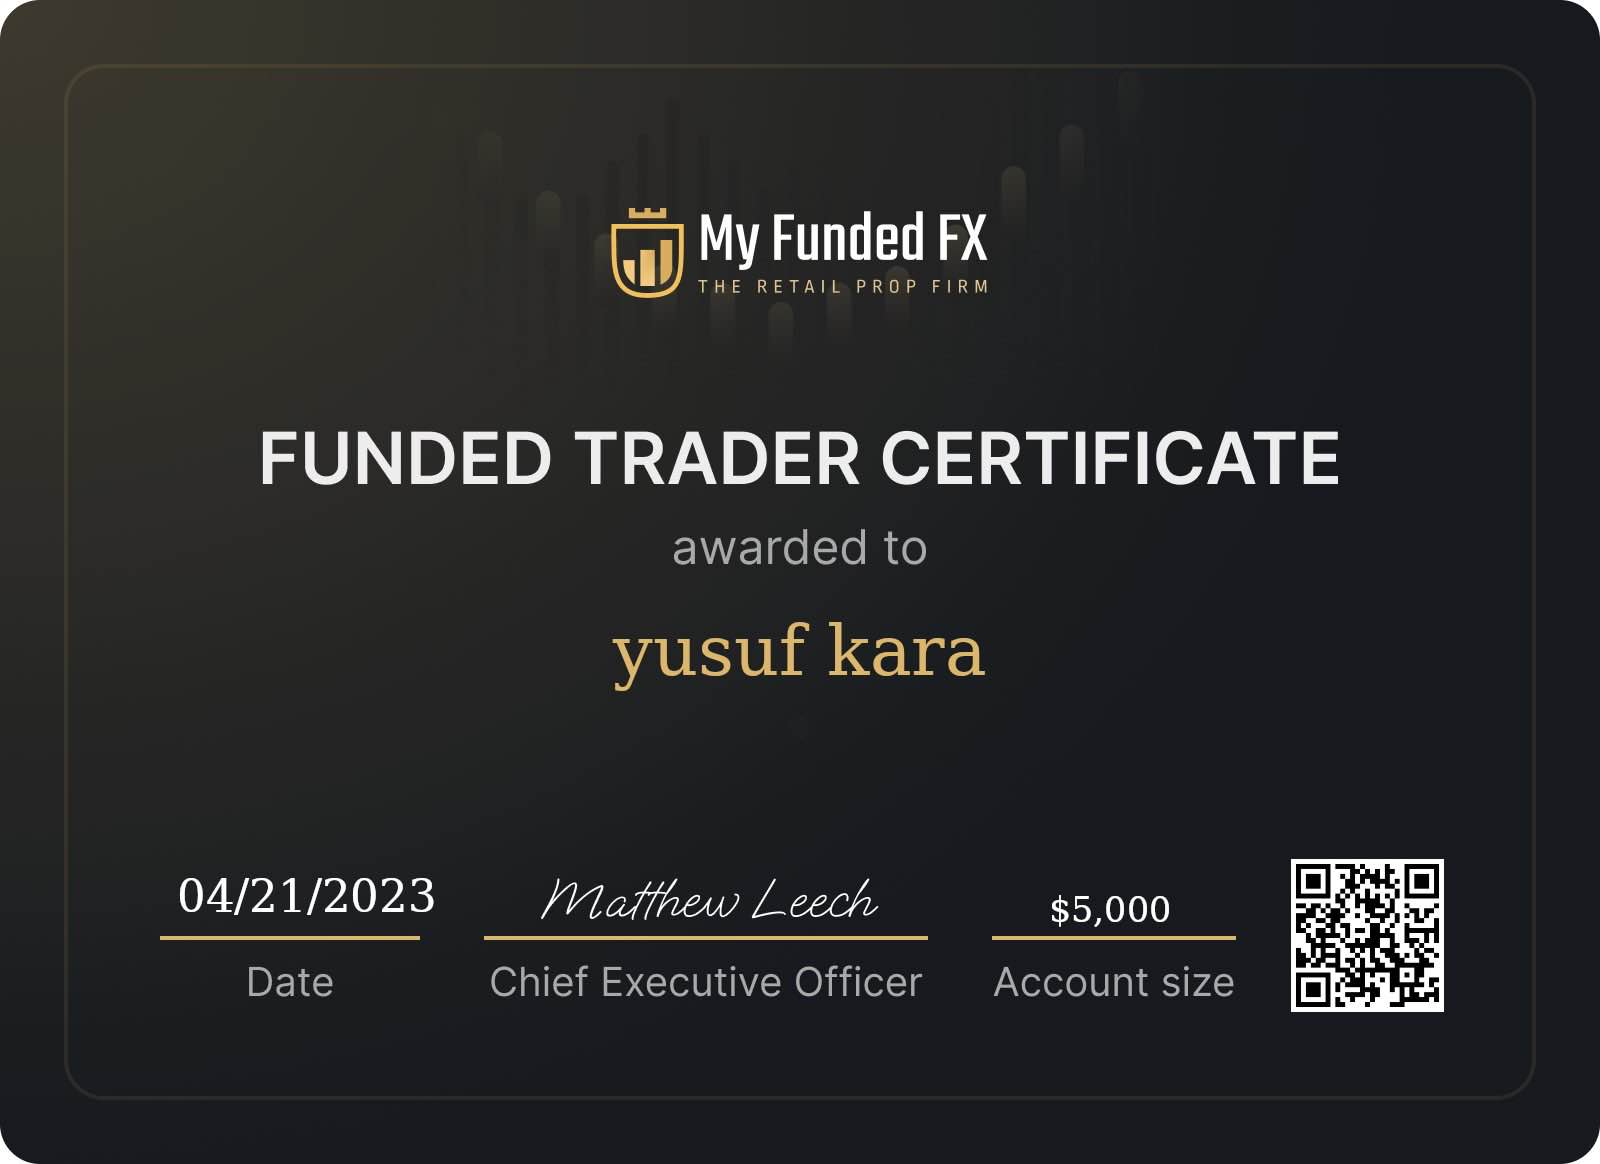 My Funded FX
THE RETAIL PROP FIRM
FUNDED TRADER CERTIFICATE
awarded to
yusuf kara
04/21/2023
Date
Matthew Leech
Chief Executive Officer
$5,000
Account size